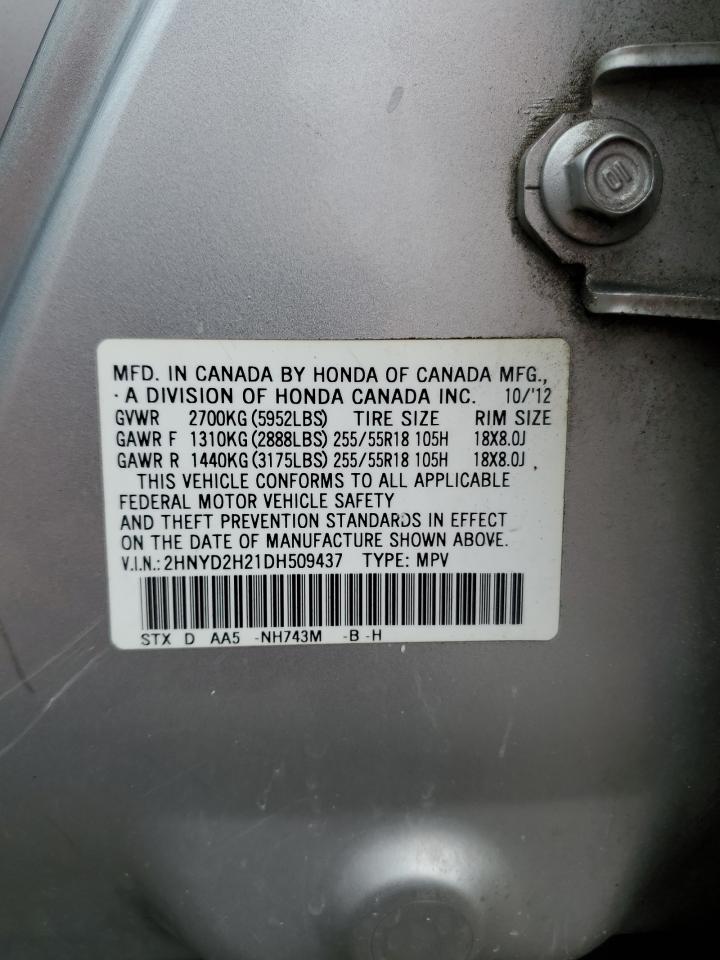 MFD. IN CANADA BY HONDA OF CANADA MFG.,
A DIVISION OF HONDA CANADA INC. 10/'12
GVWR 2700KG (5952LBS) TIRE SIZE RIM SIZE
GAWR F 1310KG (2888LBS) 255/55R18 105H 18X8.0J
GAWR R 1440KG (3175LBS) 255/55R18 105H 18X8.0J
THIS VEHICLE CONFORMS TO ALL APPLICABLE
FEDERAL MOTOR VEHICLE SAFETY
AND THEFT PREVENTION STANDARDS IN EFFECT
ON THE DATE OF MANUFACTURE SHOWN ABOVE.
V.I.N.: 2HNYD2H21DH509437 TYPE: MPV
STX D AA5 -NH743M -B -H